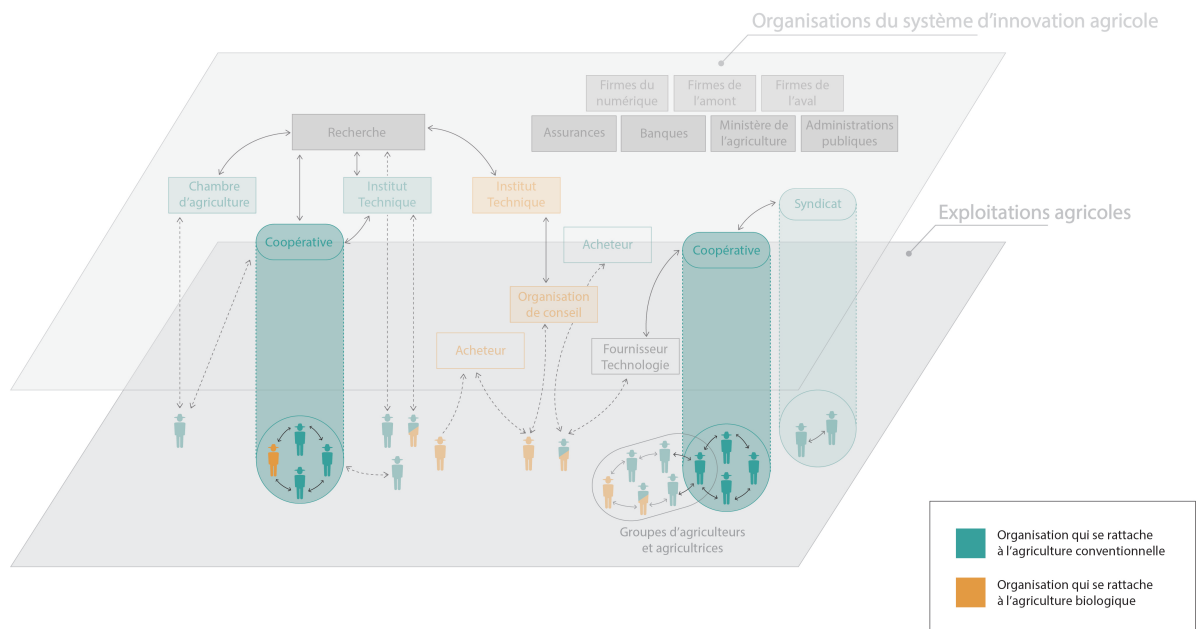 Organisations du système d'innovation agricole
Firmes du
numérique
Firmes de
l'amont
Firmes de
l'aval
Recherche
Assurances
Banques
Ministère de
l'agriculture
Administrations
publiques
Chambre
d'agriculture
Institut
Technique
Institut
Technique
Syndicat
Exploitations agricoles
Coopérative
Acheteur
Coopérative
Organisation
de conseil
Acheteur
Fournisseur
Technologie
Groupes d'agriculteurs
et agricultrices
Organisation qui se rattache
à l'agriculture conventionnelle
Organisation qui se rattache
à l'agriculture biologique